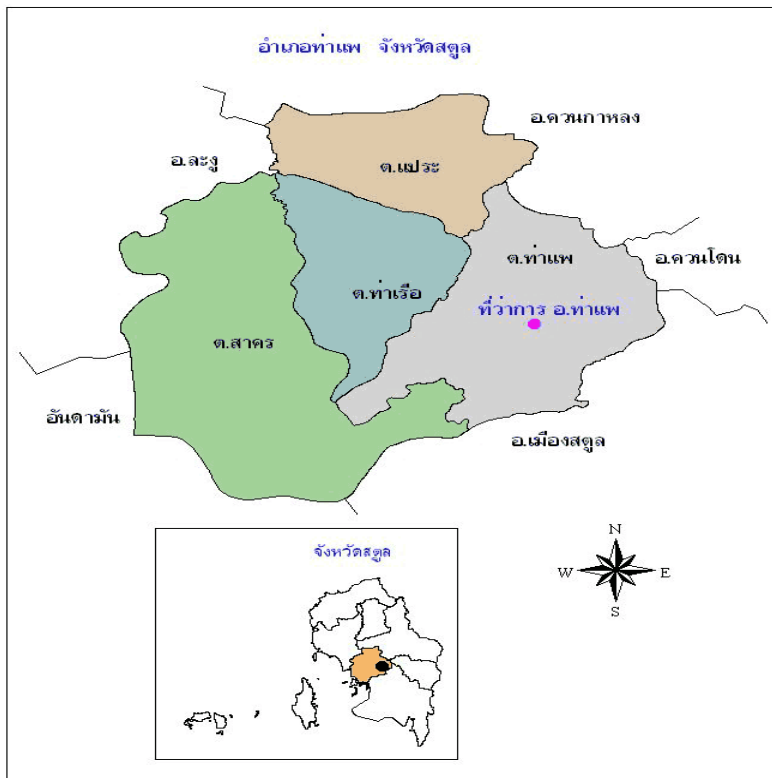 อำเภอท่าแพ จังหวัดสตูล
อ.ควนกาหลง
อ.ละงู
ต.แประ
ต.ท่าแพ
อ.ควนโดน
ต.ท่าเรือ
ที่ว่าการ อ.ท่าแพ
ต.สาคร
อันดามัน
อ.เมืองสตูล
จังหวัดสตูล
N
W E
S